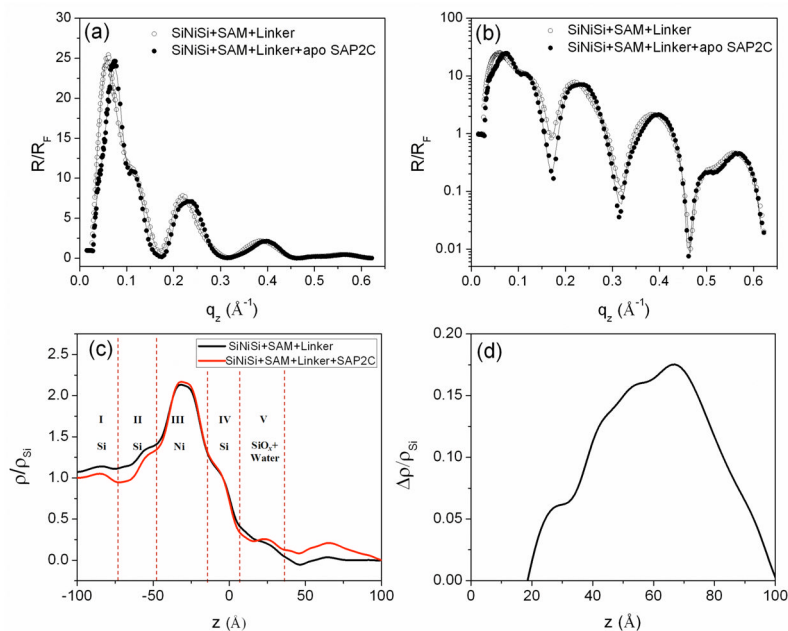 (a)
SiNiSi+SAM+Linker
SiNiSi+SAM+Linker+apo SAP2C
R/R_F
30
25
20
15
10
5
0
0.0 0.1 0.2 0.3 0.4 0.5 0.6
q_z (Å⁻¹)
(b)
SiNiSi+SAM+Linker
SiNiSi+SAM+Linker+apo SAP2C
R/R_F
100
10
1
0.1
0.01
0.0 0.1 0.2 0.3 0.4 0.5 0.6
q_z (Å⁻¹)
(c)
SiNiSi+SAM+Linker
SiNiSi+SAM+Linker+SAP2C
ρ/ρ_Si
2.5
2.0
1.5
1.0
0.5
0.0
I II III IV V
Si Si Ni Si SiO_x+
Water
-100 -50 0 50 100
z (Å)
(d)
Δρ/ρ_Si
0.20
0.15
0.10
0.05
0.00
0 20 40 60 80 100
z (Å)